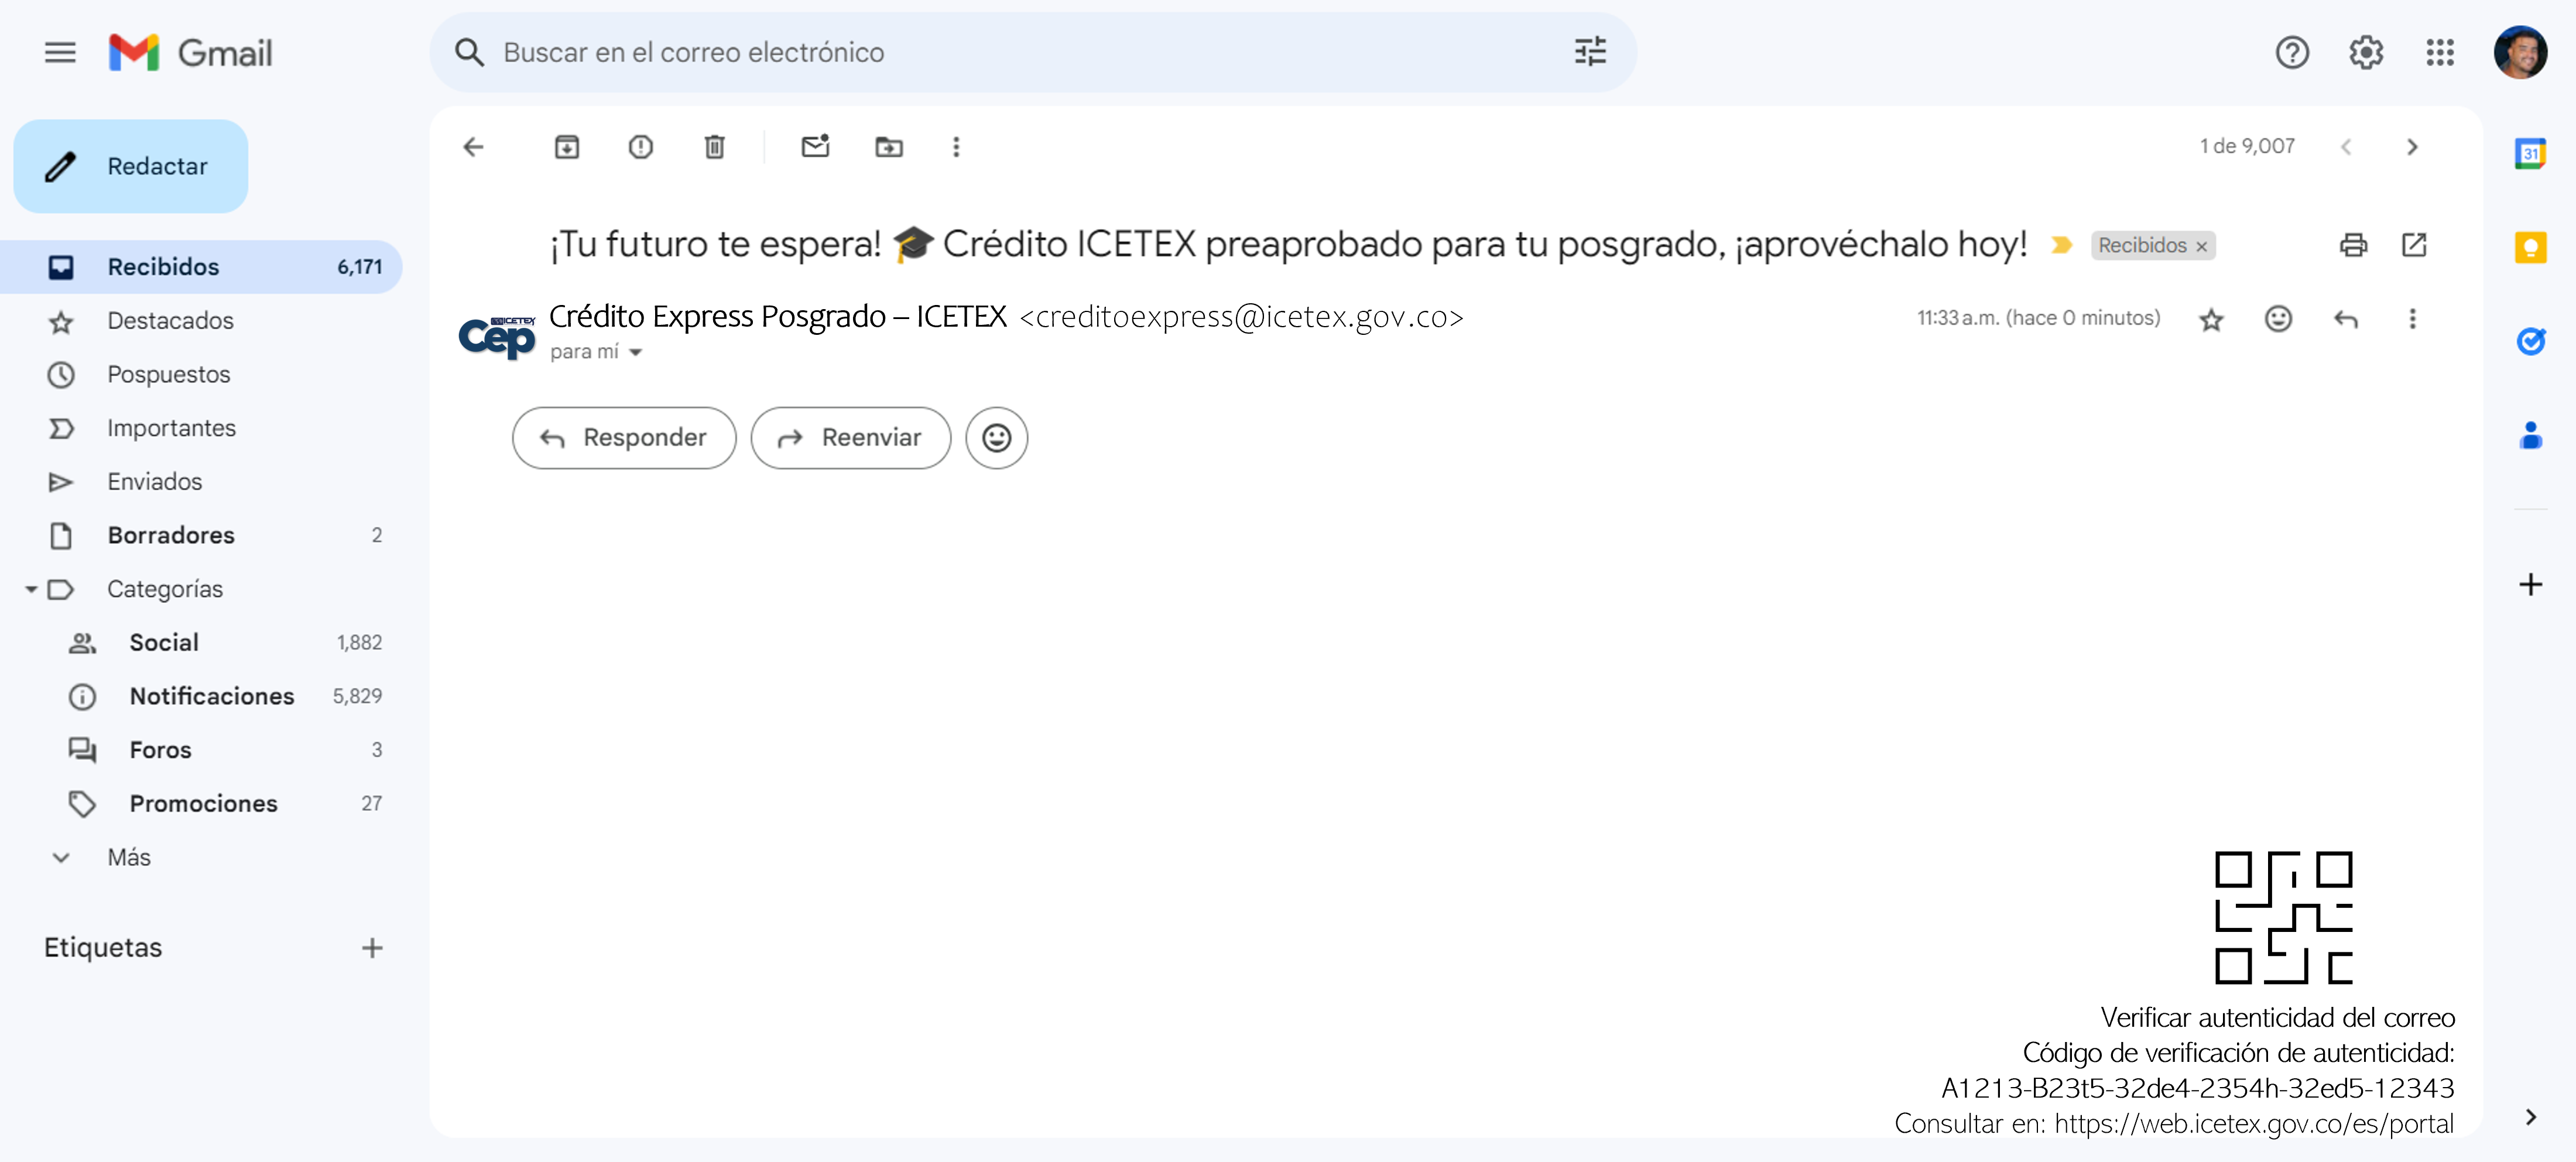 Gmail
Buscar en el correo electrónico
Redactar
1 de 9,007
Recibidos 6,171
Destacados
Pospuestos
Importantes
Enviados
Borradores 2
Categorías
Social 1,882
Notificaciones 5,829
Foros 3
Promociones 27
Más
Etiquetas
¡Tu futuro te espera! 🎓 Crédito ICETEX preaprobado para tu posgrado, ¡aprovéchalo hoy! Recibidos ×
ICETEX
Cep
Crédito Express Posgrado – ICETEX <creditoexpress@icetex.gov.co>
11:33 a.m. (hace 0 minutos)
para mí
Responder Reenviar
Verificar autenticidad del correo
Código de verificación de autenticidad:
A1213-B23t5-32de4-2354h-32ed5-12343
Consultar en: https://web.icetex.gov.co/es/portal
31